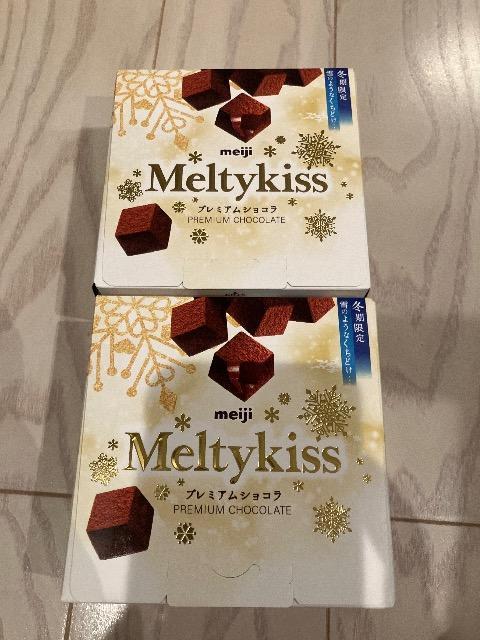 冬期限定
雪のようなくちどけ…
meiji
Meltykiss
プレミアムショコラ
PREMIUM CHOCOLATE
冬期限定
雪のようなくちどけ…
meiji
Meltykiss
プレミアムショコラ
PREMIUM CHOCOLATE